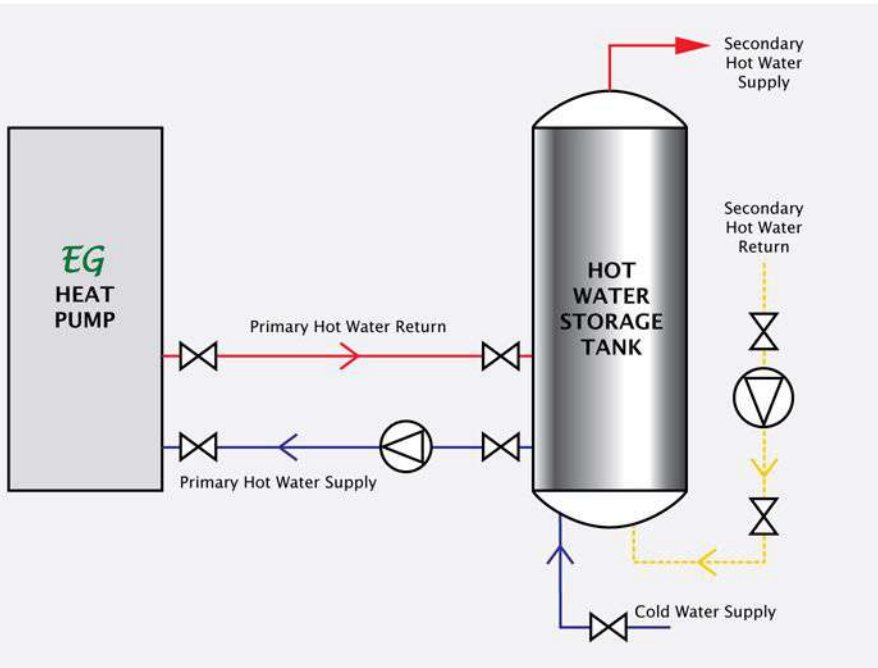 Secondary
Hot Water
Supply
Secondary
Hot Water
Return
EG
HEAT
PUMP
HOT
WATER
STORAGE
TANK
Primary Hot Water Return
Primary Hot Water Supply
Cold Water Supply